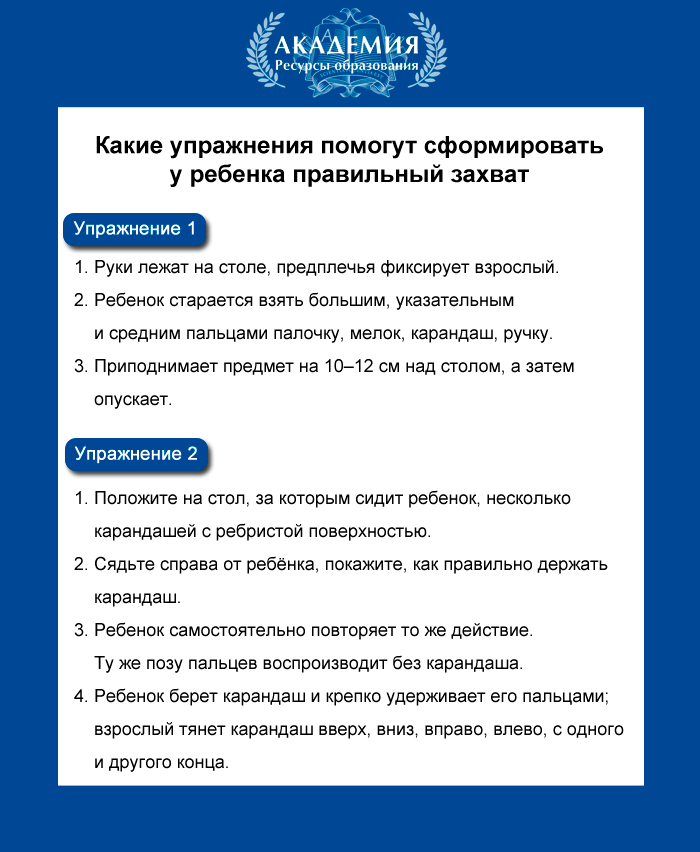 АКАДЕМИЯ
Ресурсы образования
Какие упражнения помогут сформировать
у ребенка правильный захват
Упражнение 1
1. Руки лежат на столе, предплечья фиксирует взрослый.
2. Ребенок старается взять большим, указательным
и средним пальцами палочку, мелок, карандаш, ручку.
3. Приподнимает предмет на 10–12 см над столом, а затем
опускает.
Упражнение 2
1. Положите на стол, за которым сидит ребенок, несколько
карандашей с ребристой поверхностью.
2. Сядьте справа от ребёнка, покажите, как правильно держать
карандаш.
3. Ребенок самостоятельно повторяет то же действие.
Ту же позу пальцев воспроизводит без карандаша.
4. Ребенок берет карандаш и крепко удерживает его пальцами;
взрослый тянет карандаш вверх, вниз, вправо, влево, с одного
и другого конца.